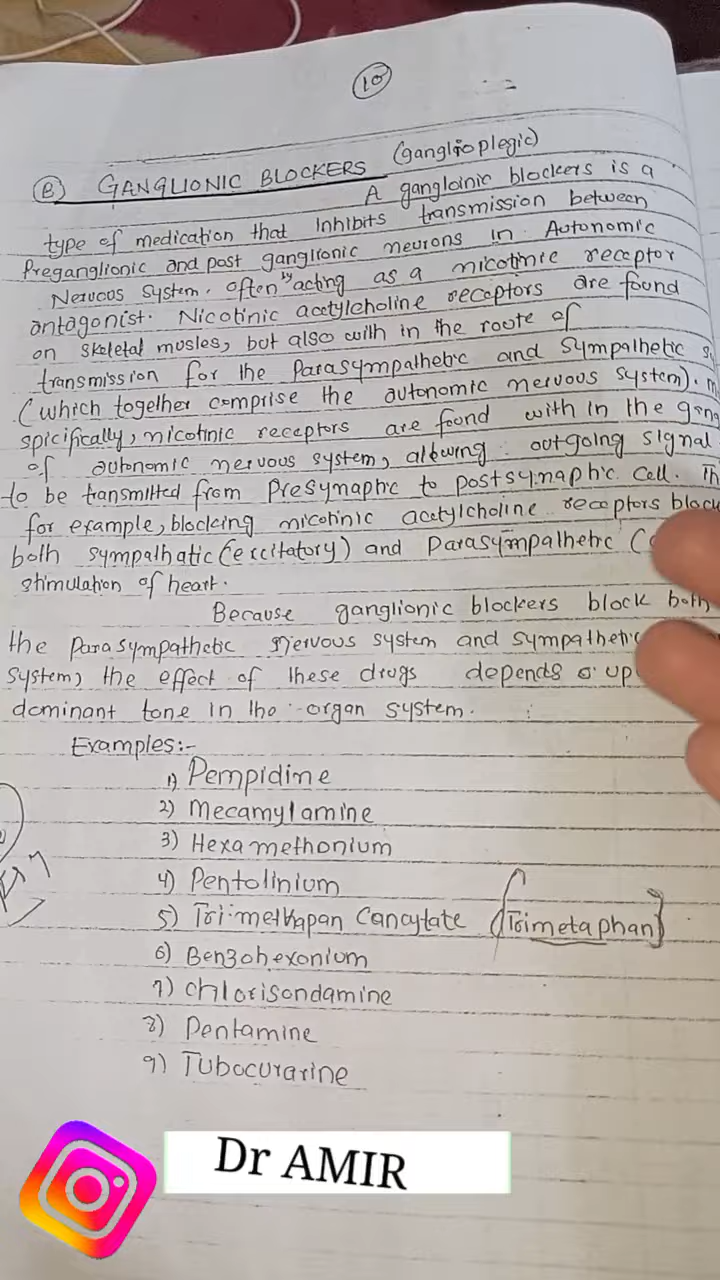 10
B) GANGLIONIC BLOCKERS (ganglioplegic)
A gangloinic blockers is a
type of medication that Inhibits transmission between
Preganglionic and post ganglionic neurons in Autonomic
Nervous system. often by acting as a nicotinic receptor
antagonist. Nicotinic acetylcholine receptors are found
on skeletal musles, but also with in the route of
transmission for the Parasympathetic and sympathetic s
(which together comprise the autonomic nervous system). m
spicifically, nicotinic receptors are found with in the gang
of autonomic nervous system, allowing outgoing signal
to be transmitted from Presynaptic to postsynaptic cell. Th
for example, blocking nicotinic acetylcholine receptors block
both sympathatic (excitatory) and Parasympathetic (
stimulation of heart.
Because ganglionic blockers block both
the parasympathetic nervous system and sympathetic
system, the effect of these drugs depends up
dominant tone in the organ system.
Examples:-
1) Pempidine
2) Mecamylamine
3) Hexamethonium
4) Pentolinium
5) Trimethapan Cancytate (Trimetaphan)
6) Benzohexonium
7) Chlorisondamine
8) Pentamine
9) Tubocurarine
Dr AMIR